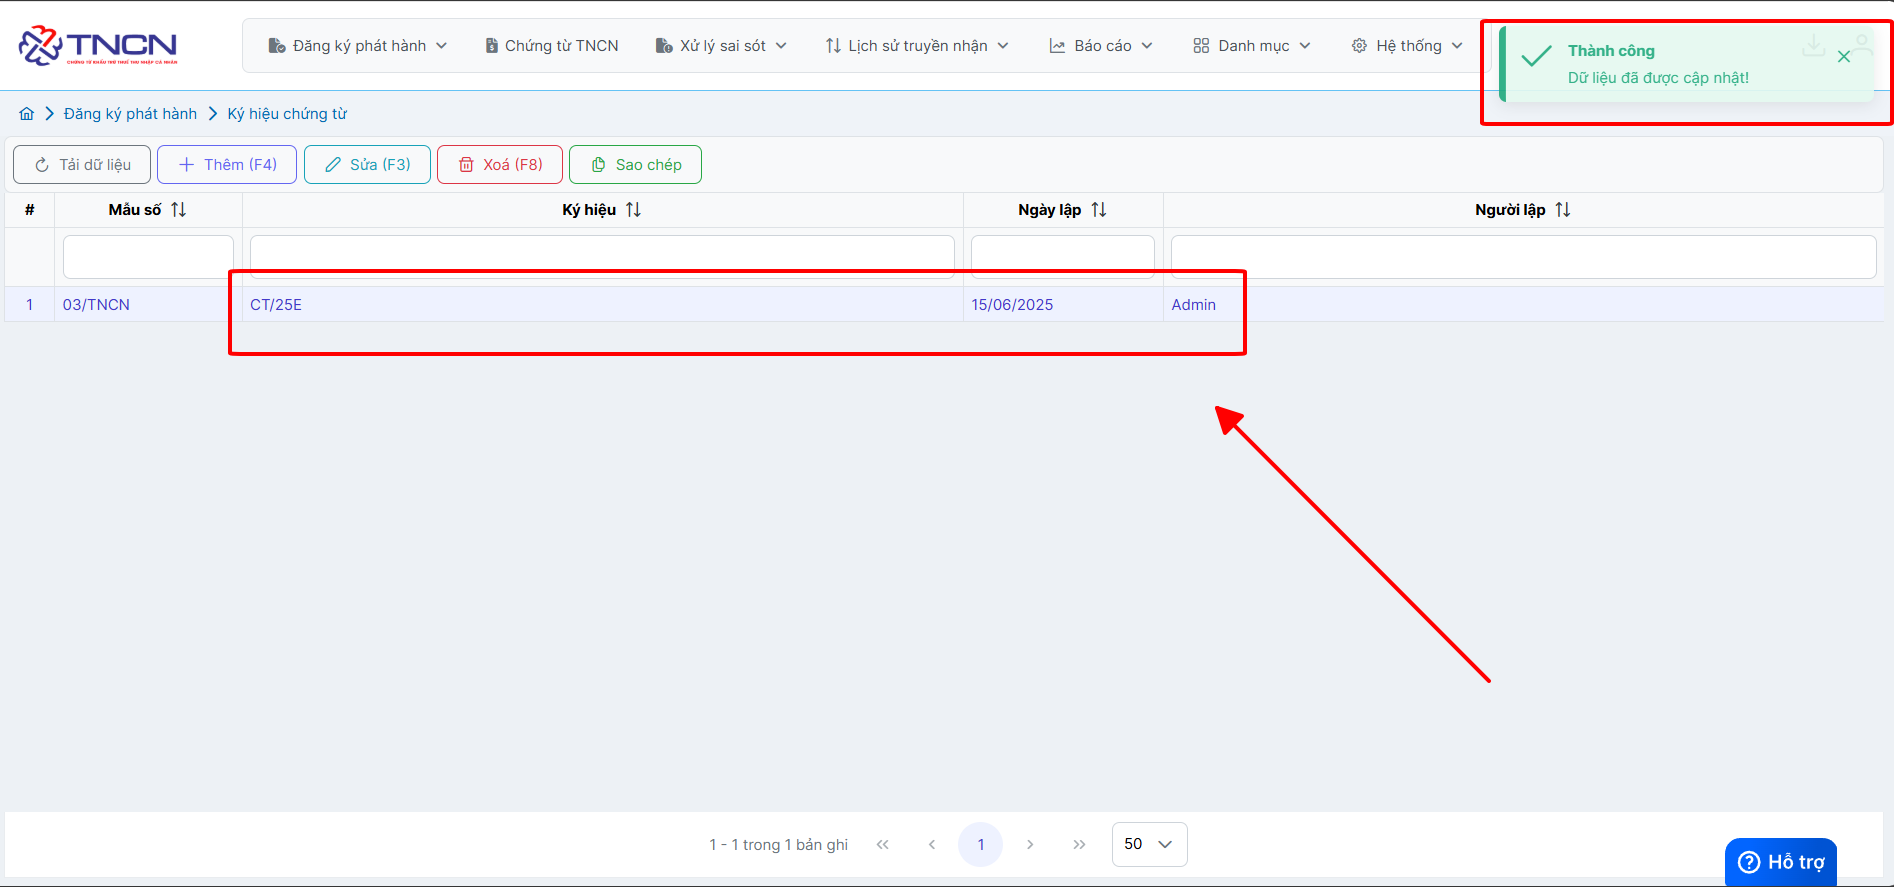 TNCN
CHỨNG TỪ KHẤU TRỪ THUẾ THU NHẬP CÁ NHÂN
Đăng ký phát hành
Chứng từ TNCN
Xử lý sai sót
Lịch sử truyền nhận
Báo cáo
Danh mục
Hệ thống
Thành công
Dữ liệu đã được cập nhật!
Đăng ký phát hành
Ký hiệu chứng từ
Tải dữ liệu
Thêm (F4)
Sửa (F3)
Xoá (F8)
Sao chép
# Mẫu số Ký hiệu Ngày lập Người lập
1 03/TNCN CT/25E 15/06/2025 Admin
1 - 1 trong 1 bản ghi
1
50
Hỗ trợ